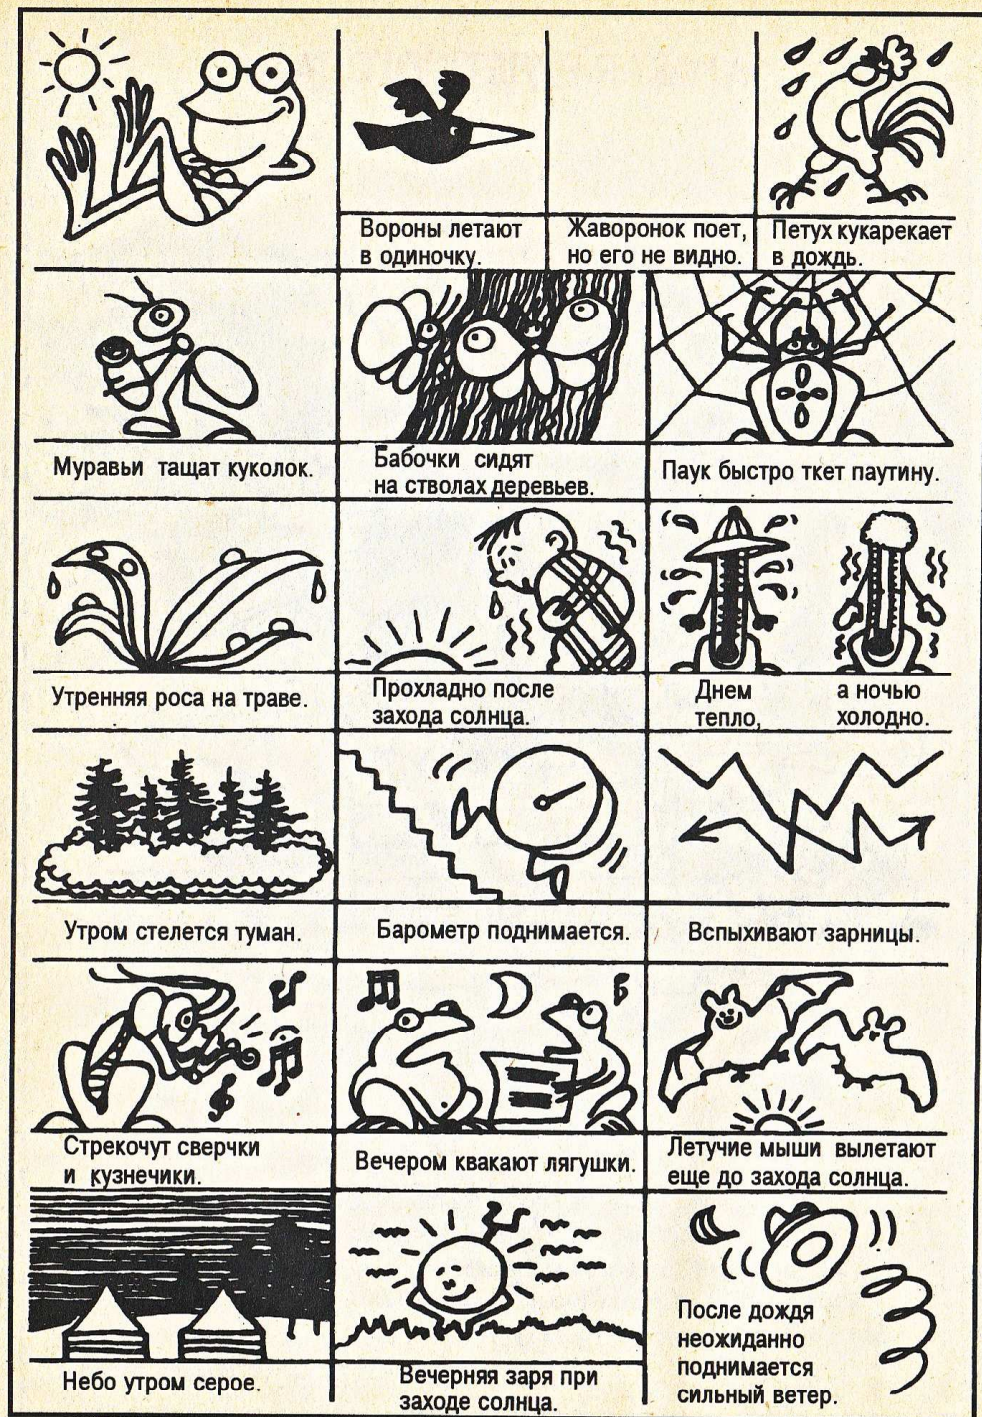 Вороны летают
в одиночку.
Жаворонок поет,
но его не видно.
Петух кукарекает
в дождь.
Муравьи тащат куколок.
Бабочки сидят
на стволах деревьев.
Паук быстро ткет паутину.
Утренняя роса на траве.
Прохладно после
захода солнца.
Днем
тепло,
а ночью
холодно.
Утром стелется туман.
Барометр поднимается.
Вспыхивают зарницы.
Стрекочут сверчки
и кузнечики.
Вечером квакают лягушки.
Летучие мыши вылетают
еще до захода солнца.
Небо утром серое.
Вечерняя заря при
заходе солнца.
После дождя
неожиданно
поднимается
сильный ветер.